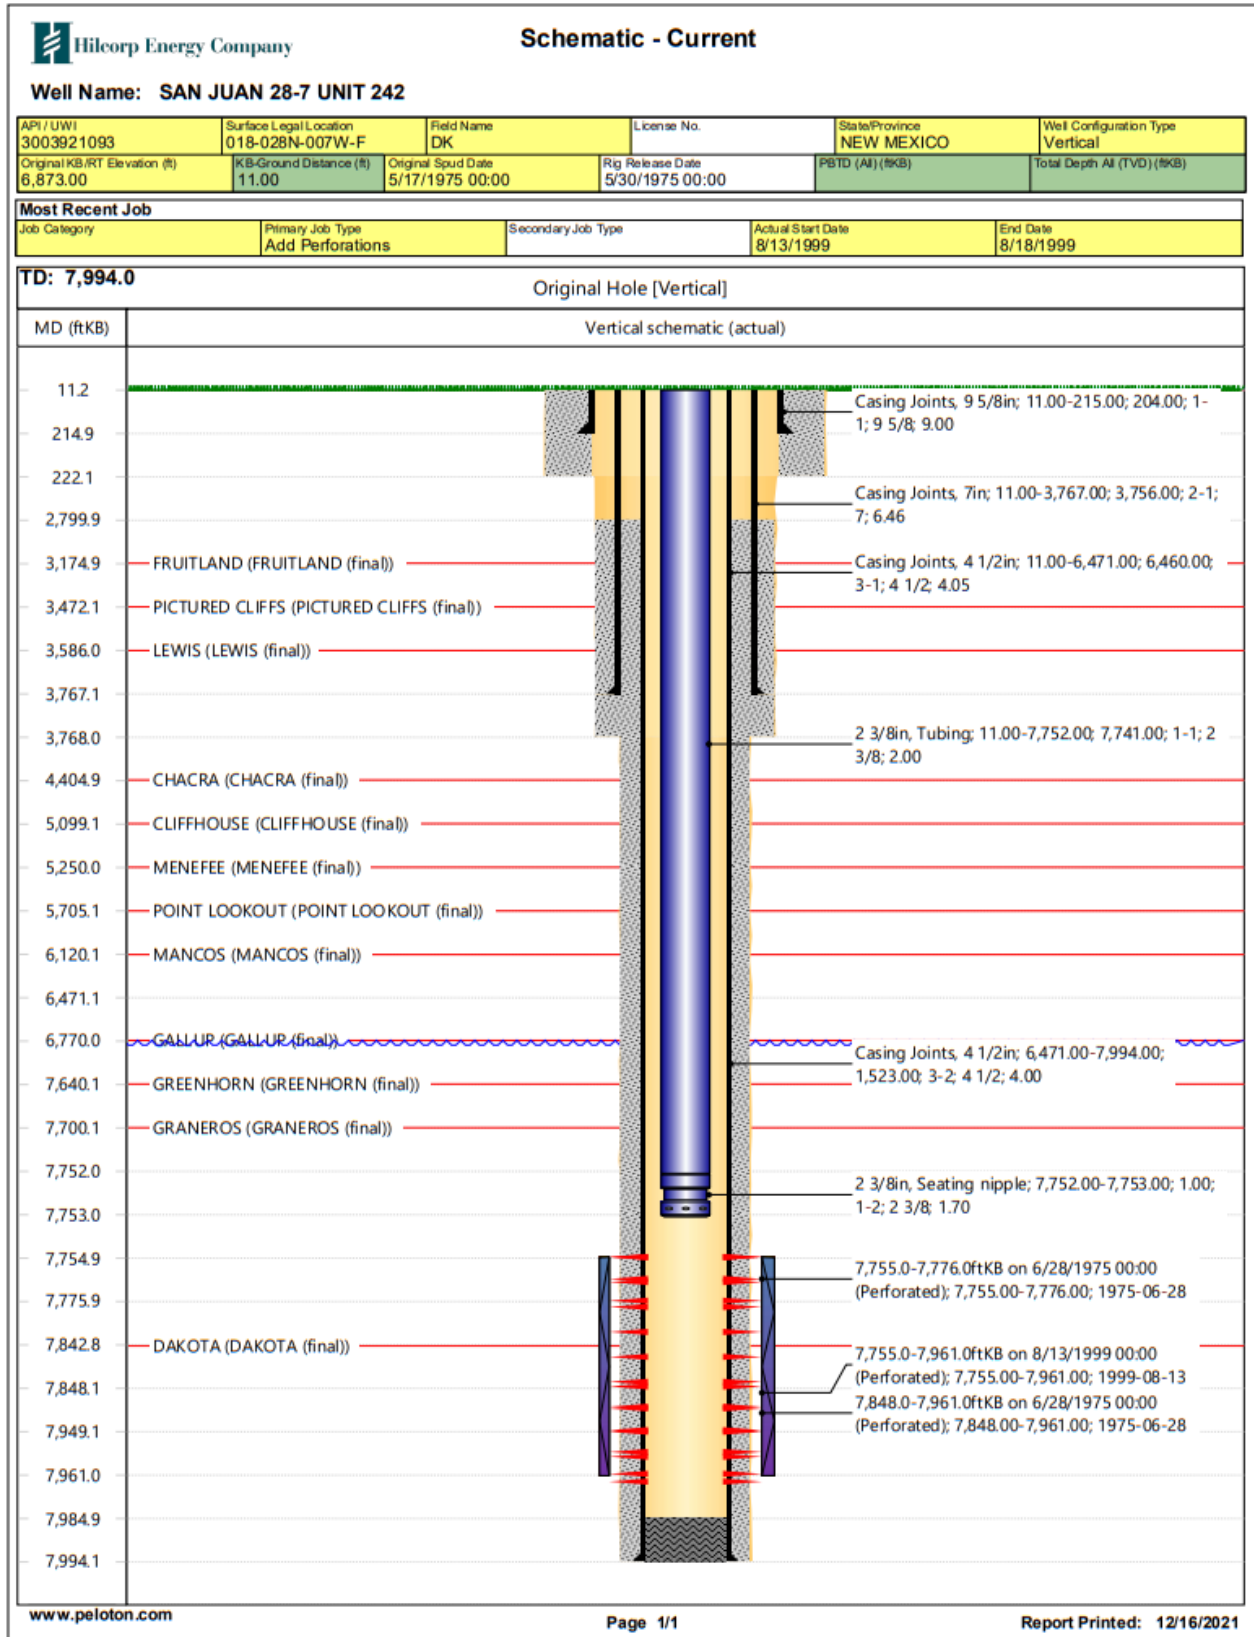 Hilcorp Energy Company
Schematic - Current
Well Name: SAN JUAN 28-7 UNIT 242
API / UWI
3003921093
Surface Legal Location
018-028N-007W-F
Field Name
DK
License No.
State/Province
NEW MEXICO
Well Configuration Type
Vertical
Original KB/RT Elevation (ft)
6,873.00
KB-Ground Distance (ft)
11.00
Original Spud Date
5/17/1975 00:00
Rig Release Date
5/30/1975 00:00
PBTD (All) (ftKB)
Total Depth All (TVD) (ftKB)
Most Recent Job
Job Category
Primary Job Type
Add Perforations
Secondary Job Type
Actual Start Date
8/13/1999
End Date
8/18/1999
TD: 7,994.0
Original Hole [Vertical]
MD (ftKB)
Vertical schematic (actual)
11.2
Casing Joints, 9 5/8in; 11.00-215.00; 204.00; 1-
1; 9 5/8; 9.00
214.9
222.1
Casing Joints, 7in; 11.00-3,767.00; 3,756.00; 2-1;
7; 6.46
2,799.9
3,174.9
FRUITLAND (FRUITLAND (final))
Casing Joints, 4 1/2in; 11.00-6,471.00; 6,460.00;
3-1; 4 1/2; 4.05
3,472.1
PICTURED CLIFFS (PICTURED CLIFFS (final))
3,586.0
LEWIS (LEWIS (final))
3,767.1
3,768.0
2 3/8in, Tubing; 11.00-7,752.00; 7,741.00; 1-1; 2
3/8; 2.00
4,404.9
CHACRA (CHACRA (final))
5,099.1
CLIFFHOUSE (CLIFFHOUSE (final))
5,250.0
MENEFEE (MENEFEE (final))
5,705.1
POINT LOOKOUT (POINT LOOKOUT (final))
6,120.1
MANCOS (MANCOS (final))
6,471.1
6,770.0
GALLUP (GALLUP (final))
Casing Joints, 4 1/2in; 6,471.00-7,994.00;
1,523.00; 3-2; 4 1/2; 4.00
7,640.1
GREENHORN (GREENHORN (final))
7,700.1
GRANEROS (GRANEROS (final))
7,752.0
2 3/8in, Seating nipple; 7,752.00-7,753.00; 1.00;
1-2; 2 3/8; 1.70
7,753.0
7,754.9
7,755.0-7,776.0ftKB on 6/28/1975 00:00
(Perforated); 7,755.00-7,776.00; 1975-06-28
7,775.9
7,842.8
DAKOTA (DAKOTA (final))
7,755.0-7,961.0ftKB on 8/13/1999 00:00
(Perforated); 7,755.00-7,961.00; 1999-08-13
7,848.1
7,848.0-7,961.0ftKB on 6/28/1975 00:00
(Perforated); 7,848.00-7,961.00; 1975-06-28
7,949.1
7,961.0
7,984.9
7,994.1
www.peloton.com
Page 1/1
Report Printed: 12/16/2021